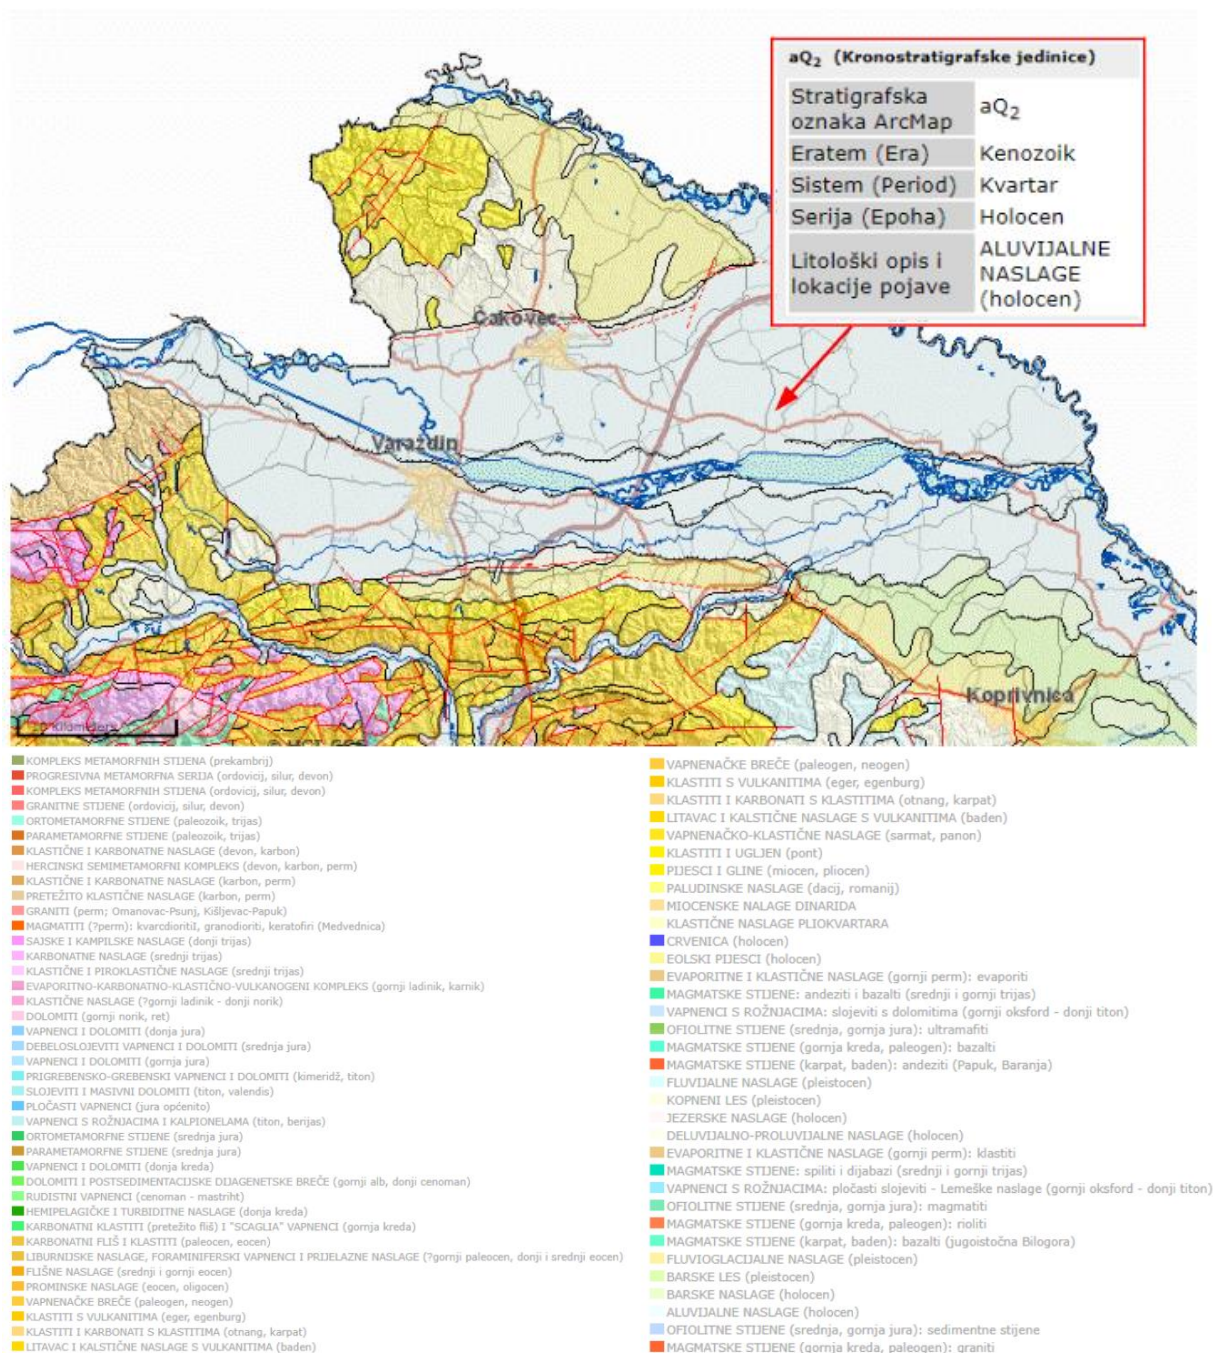 aQ₂ (Kronostratigrafske jedinice)
Stratigrafska
oznaka ArcMap
aQ₂
Eratem (Era)
Kenozoik
Sistem (Period)
Kvartar
Serija (Epoha)
Holocen
Litološki opis i
lokacije pojave
ALUVIJALNE
NASLAGE
(holocen)
Čakovec
Varaždin
Koprivnica
Kilometers
KOMPLEKS METAMORFNIH STIJENA (prekambrij)
PROGRESIVNA METAMORFNA SERIJA (ordovicij, silur, devon)
KOMPLEKS METAMORFNIH STIJENA (ordovicij, silur, devon)
GRANITNE STIJENE (ordovicij, silur, devon)
ORTOMETAMORFNE STIJENE (paleozoik, trijas)
PARAMETAMORFNE STIJENE (paleozoik, trijas)
KLASTIČNE I KARBONATNE NASLAGE (devon, karbon)
HERCINSKI SEMIMETAMORFNI KOMPLEKS (devon, karbon, perm)
KLASTIČNE I KARBONATNE NASLAGE (karbon, perm)
PRETEŽITO KLASTIČNE NASLAGE (karbon, perm)
GRANITI (perm; Omanovac-Psunj, Kišljevac-Papuk)
MAGMATITI (?perm): kvarcdioritI, granodioriti, keratofiri (Medvednica)
SAJSKE I KAMPILSKE NASLAGE (donji trijas)
KARBONATNE NASLAGE (srednji trijas)
KLASTIČNE I PIROKLASTIČNE NASLAGE (srednji trijas)
EVAPORITNO-KARBONATNO-KLASTIČNO-VULKANOGENI KOMPLEKS (gornji ladinik, karnik)
KLASTIČNE NASLAGE (?gornji ladinik - donji norik)
DOLOMITI (gornji norik, ret)
VAPNENCI I DOLOMITI (donja jura)
DEBELOSLOJEVITI VAPNENCI I DOLOMITI (srednja jura)
VAPNENCI I DOLOMITI (gornja jura)
PRIGREBENSKO-GREBENSKI VAPNENCI I DOLOMITI (kimeridž, titon)
SLOJEVITI I MASIVNI DOLOMITI (titon, valendis)
PLOČASTI VAPNENCI (jura općenito)
VAPNENCI S ROŽNJACIMA I KALPIONELAMA (titon, berijas)
ORTOMETAMORFNE STIJENE (srednja jura)
PARAMETAMORFNE STIJENE (srednja jura)
VAPNENCI I DOLOMITI (donja kreda)
DOLOMITI I POSTSEDIMENTACIJSKE DIJAGENETSKE BREČE (gornji alb, donji cenoman)
RUDISTNI VAPNENCI (cenoman - mastriht)
HEMIPELAGIČKE I TURBIDITNE NASLAGE (donja kreda)
KARBONATNI KLASTITI (pretežito fliš) I "SCAGLIA" VAPNENCI (gornja kreda)
KARBONATNI FLIŠ I KLASTITI (paleocen, eocen)
LIBURNIJSKE NASLAGE, FORAMINIFERSKI VAPNENCI I PRIJELAZNE NASLAGE (?gornji paleocen, donji i srednji eocen)
FLIŠNE NASLAGE (srednji i gornji eocen)
PROMINSKE NASLAGE (eocen, oligocen)
VAPNENAČKE BREČE (paleogen, neogen)
KLASTITI S VULKANITIMA (eger, egenburg)
KLASTITI I KARBONATI S KLASTITIMA (otnang, karpat)
LITAVAC I KALSTIČNE NASLAGE S VULKANITIMA (baden)
VAPNENAČKE BREČE (paleogen, neogen)
KLASTITI S VULKANITIMA (eger, egenburg)
KLASTITI I KARBONATI S KLASTITIMA (otnang, karpat)
LITAVAC I KALSTIČNE NASLAGE S VULKANITIMA (baden)
VAPNENAČKO-KLASTIČNE NASLAGE (sarmat, panon)
KLASTITI I UGLJEN (pont)
PIJESCI I GLINE (miocen, pliocen)
PALUDINSKE NASLAGE (dacij, romanij)
MIOCENSKE NALAGE DINARIDA
KLASTIČNE NASLAGE PLIOKVARTARA
CRVENICA (holocen)
EOLSKI PIJESCI (holocen)
EVAPORITNE I KLASTIČNE NASLAGE (gornji perm): evaporiti
MAGMATSKE STIJENE: andeziti i bazalti (srednji i gornji trijas)
VAPNENCI S ROŽNJACIMA: slojeviti s dolomitima (gornji oksford - donji titon)
OFIOLITNE STIJENE (srednja, gornja jura): ultramafiti
MAGMATSKE STIJENE (gornja kreda, paleogen): bazalti
MAGMATSKE STIJENE (karpat, baden): andeziti (Papuk, Baranja)
FLUVIJALNE NASLAGE (pleistocen)
KOPNENI LES (pleistocen)
JEZERSKE NASLAGE (holocen)
DELUVIJALNO-PROLUVIJALNE NASLAGE (holocen)
EVAPORITNE I KLASTIČNE NASLAGE (gornji perm): klastiti
MAGMATSKE STIJENE: spiliti i dijabazi (srednji i gornji trijas)
VAPNENCI S ROŽNJACIMA: pločasti slojeviti - Lemeške naslage (gornji oksford - donji titon)
OFIOLITNE STIJENE (srednja, gornja jura): magmatiti
MAGMATSKE STIJENE (gornja kreda, paleogen): rioliti
MAGMATSKE STIJENE (karpat, baden): bazalti (jugoistočna Bilogora)
FLUVIOGLACIJALNE NASLAGE (pleistocen)
BARSKE LES (pleistocen)
BARSKE NASLAGE (holocen)
ALUVIJALNE NASLAGE (holocen)
OFIOLITNE STIJENE (srednja, gornja jura): sedimentne stijene
MAGMATSKE STIJENE (gornja kreda, paleogen): graniti